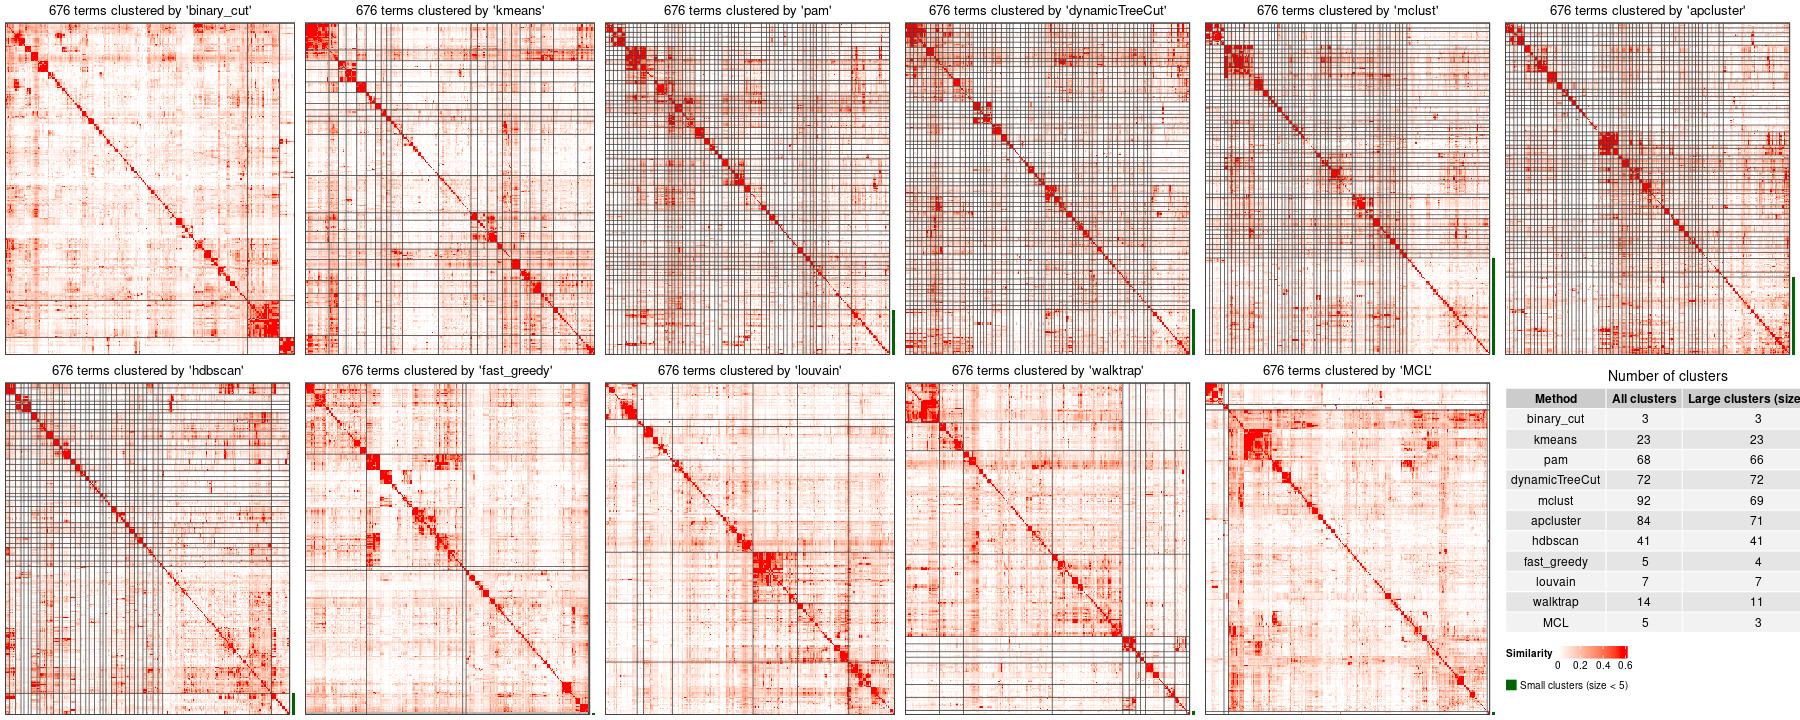 676 terms clustered by 'binary_cut'
676 terms clustered by 'kmeans'
676 terms clustered by 'pam'
676 terms clustered by 'dynamicTreeCut'
676 terms clustered by 'mclust'
676 terms clustered by 'apcluster'
676 terms clustered by 'hdbscan'
676 terms clustered by 'fast_greedy'
676 terms clustered by 'louvain'
676 terms clustered by 'walktrap'
676 terms clustered by 'MCL'
Number of clusters
Method All clusters Large clusters (size
binary_cut 3 3
kmeans 23 23
pam 68 66
dynamicTreeCut 72 72
mclust 92 69
apcluster 84 71
hdbscan 41 41
fast_greedy 5 4
louvain 7 7
walktrap 14 11
MCL 5 3
Similarity
0 0.2 0.4 0.6
Small clusters (size < 5)